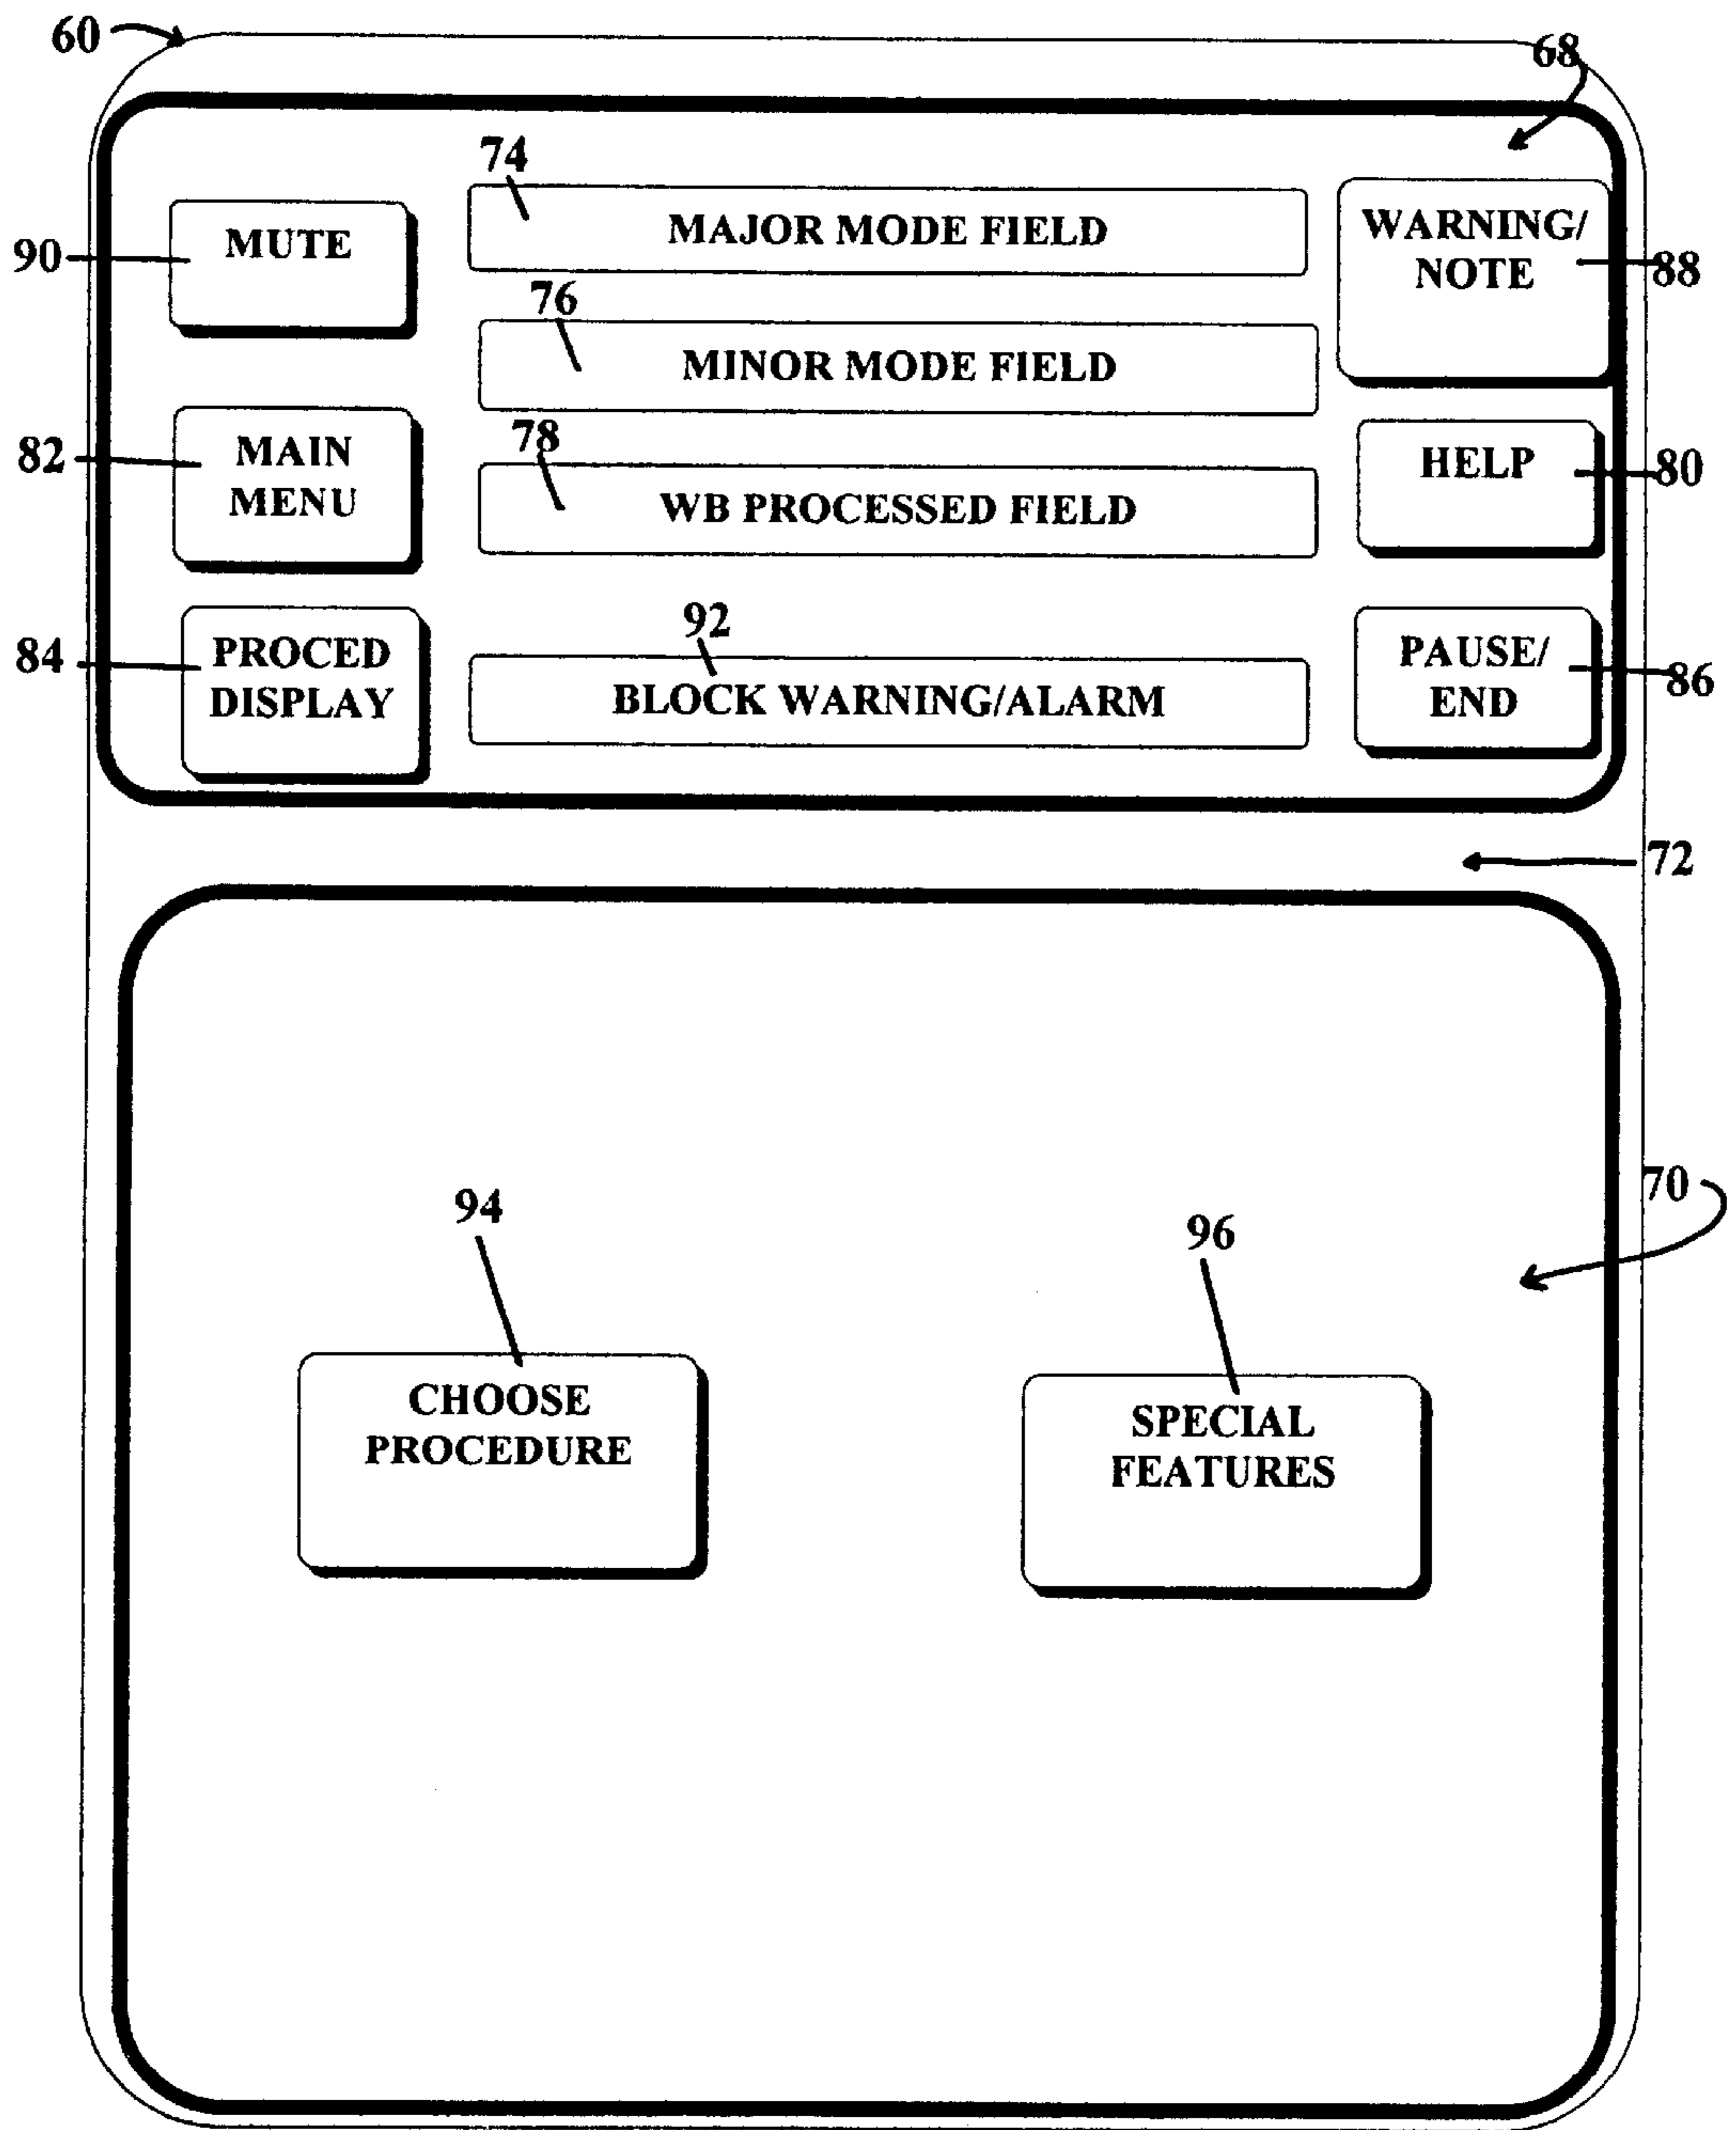 60
68
74
MUTE
MAJOR MODE FIELD
WARNING/
NOTE
90
88
76
MINOR MODE FIELD
78
82
MAIN
MENU
WB PROCESSED FIELD
HELP
80
92
84
PROCED
DISPLAY
BLOCK WARNING/ALARM
PAUSE/
END
86
72
70
94
96
CHOOSE
PROCEDURE
SPECIAL
FEATURES